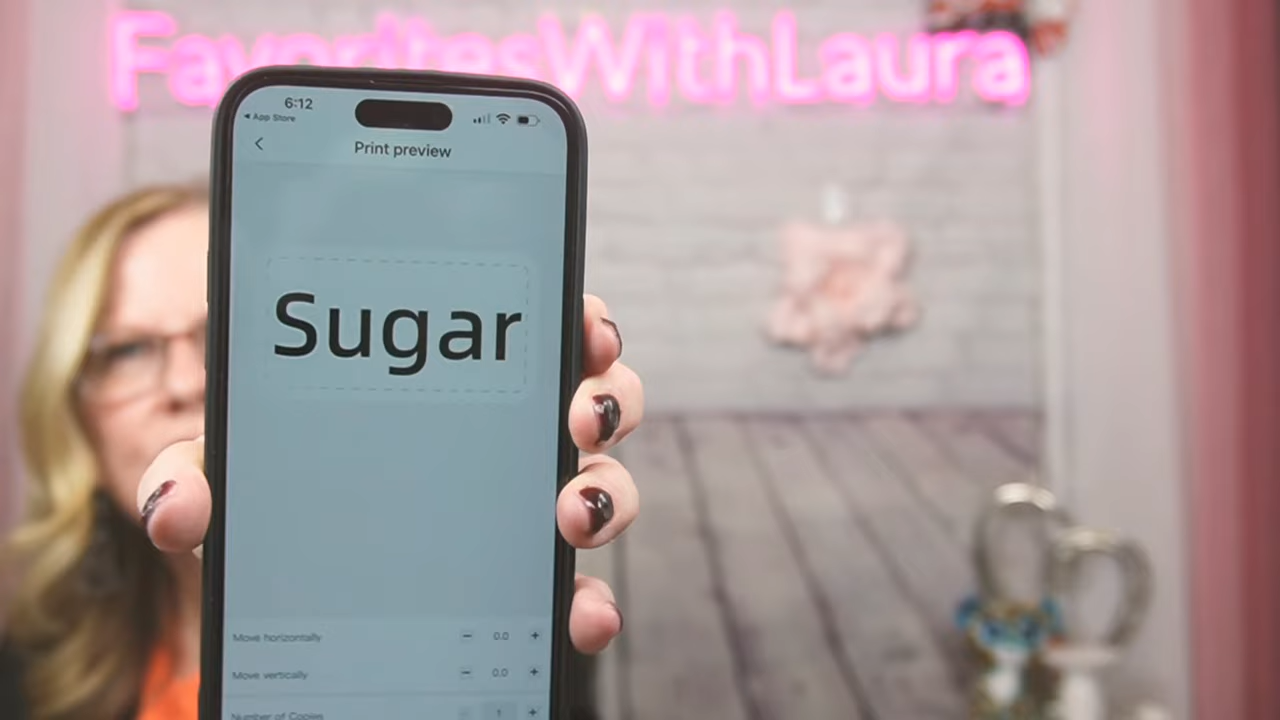 FavoritesWithLaura
6:12
◀ App Store
Print preview
Sugar
Move horizontally - 0.0 +
Move vertically - 0.0 +
Number of Copies - 1 +